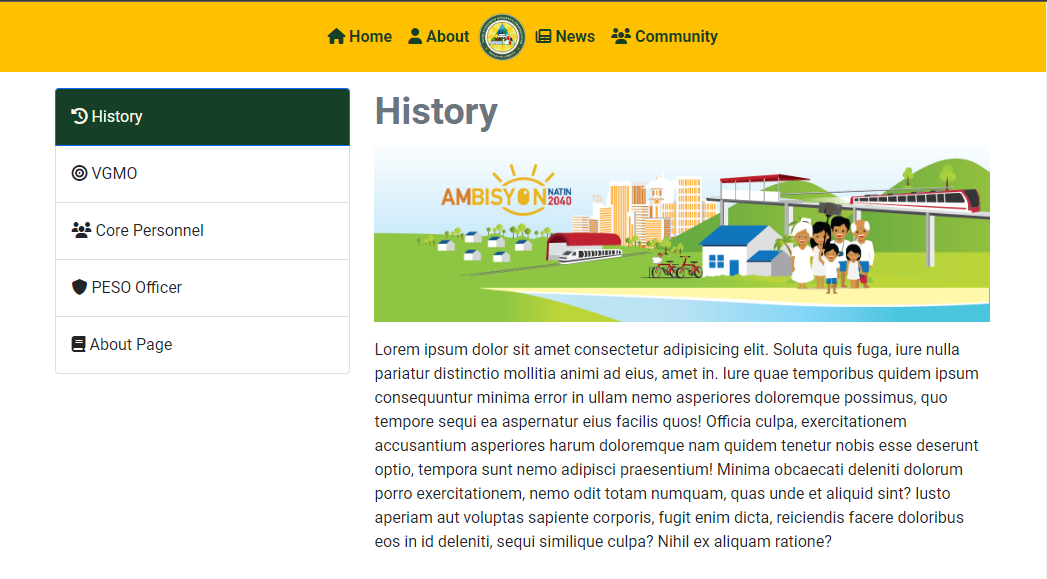 Home About News Community
History
VGMO
Core Personnel
PESO Officer
About Page
History
AMBISYON NATIN 2040
Lorem ipsum dolor sit amet consectetur adipisicing elit. Soluta quis fuga, iure nulla
pariatur distinctio mollitia animi ad eius, amet in. Iure quae temporibus quidem ipsum
consequuntur minima error in ullam nemo asperiores doloremque possimus, quo
tempore sequi ea aspernatur eius facilis quos! Officia culpa, exercitationem
accusantium asperiores harum doloremque nam quidem tenetur nobis esse deserunt
optio, tempora sunt nemo adipisci praesentium! Minima obcaecati deleniti dolorum
porro exercitationem, nemo odit totam numquam, quas unde et aliquid sint? Iusto
aperiam aut voluptas sapiente corporis, fugit enim dicta, reiciendis facere doloribus
eos in id deleniti, sequi similique culpa? Nihil ex aliquam ratione?